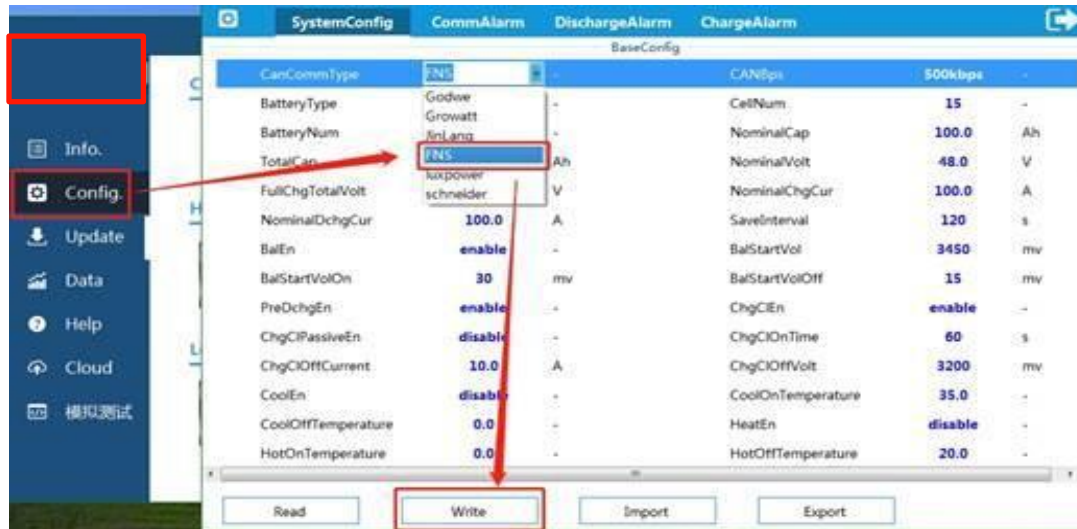 SystemConfig CommAlarm DischargeAlarm ChargeAlarm
BaseConfig
CanCommType FNS - CANBps 500kbps -
Godwe
Growatt
JinLang
FNS
luxpower
schneider
BatteryType - CellNum 15 -
BatteryNum - NominalCap 100.0 Ah
TotalCap Ah NominalVolt 48.0 V
FullChgTotalVolt V NominalChgCur 100.0 A
NominalDchgCur 100.0 A SaveInterval 120 s
BalEn enable - BalStartVol 3450 mv
BalStartVolOn 30 mv BalStartVolOff 15 mv
PreDchgEn enable - ChgClEn enable -
ChgClPassiveEn disable - ChgClOnTime 60 s
ChgClOffCurrent 10.0 A ChgClOffVolt 3200 mv
CoolEn disable - CoolOnTemperature 35.0 -
CoolOffTemperature 0.0 - HeatEn disable -
HotOnTemperature 0.0 - HotOffTemperature 20.0 -
Read Write Import Export
Info.
Config.
Update
Data
Help
Cloud
模拟测试